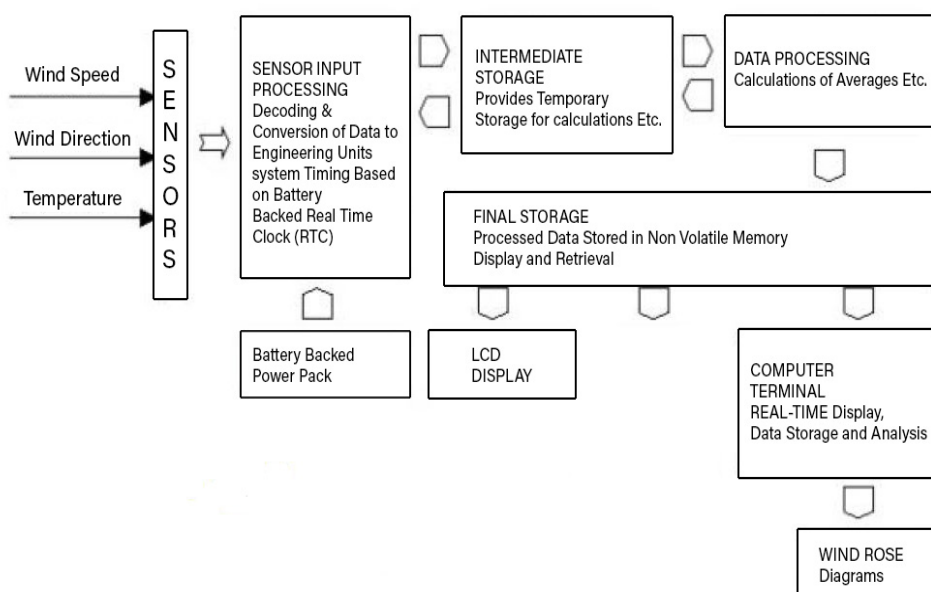 Wind Speed
Wind Direction
Temperature
SENSORS
SENSOR INPUT
PROCESSING
Decoding &
Conversion of Data to
Engineering Units
system Timing Based
on Battery
Backed Real Time
Clock (RTC)
INTERMEDIATE
STORAGE
Provides Temporary
Storage for calculations Etc.
DATA PROCESSING
Calculations of Averages Etc.
FINAL STORAGE
Processed Data Stored in Non Volatile Memory
Display and Retrieval
Battery Backed
Power Pack
LCD
DISPLAY
COMPUTER
TERMINAL
REAL-TIME Display,
Data Storage and Analysis
WIND ROSE
Diagrams